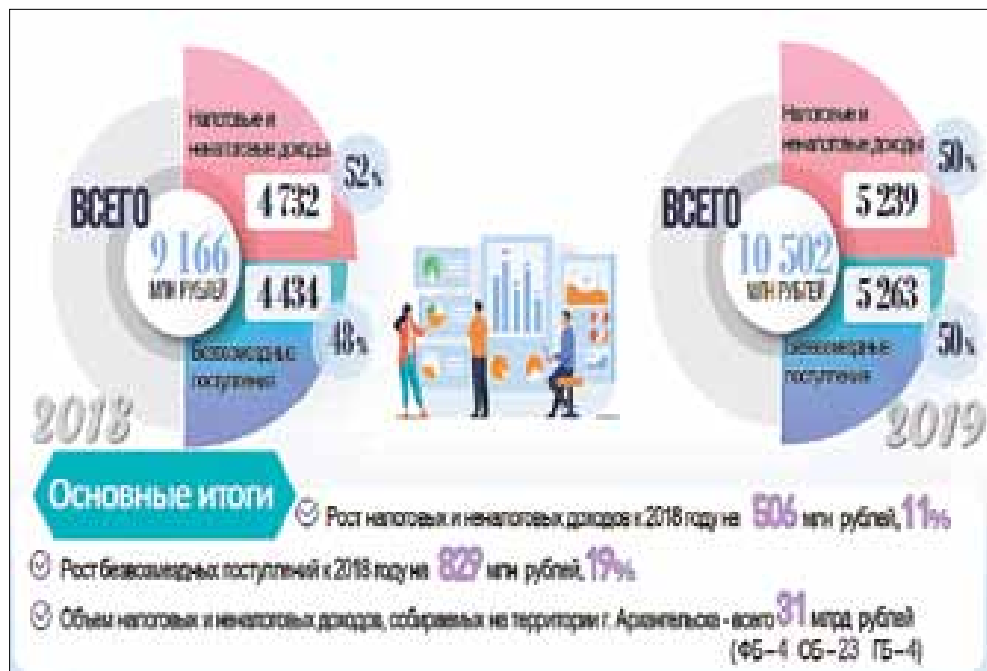 Налоговые и
неналоговые доходы
52%
ВСЕГО
4 732
9 166
МЛН РУБЛЕЙ
4 434
48%
Безвозмездные
поступления
2018
Налоговые и
неналоговые доходы
50%
ВСЕГО
5 239
10 502
МЛН РУБЛЕЙ
5 263
50%
Безвозмездные
поступления
2019
Основные итоги
Рост налоговых и неналоговых доходов к 2018 году на 506 млн рублей, 11%
Рост безвозмездных поступлений к 2018 году на 829 млн рублей, 19%
Объем налоговых и неналоговых доходов, собираемых на территории г. Архангельска - всего 31 млрд рублей
(ФБ–4 ОБ–23 ГБ–4)